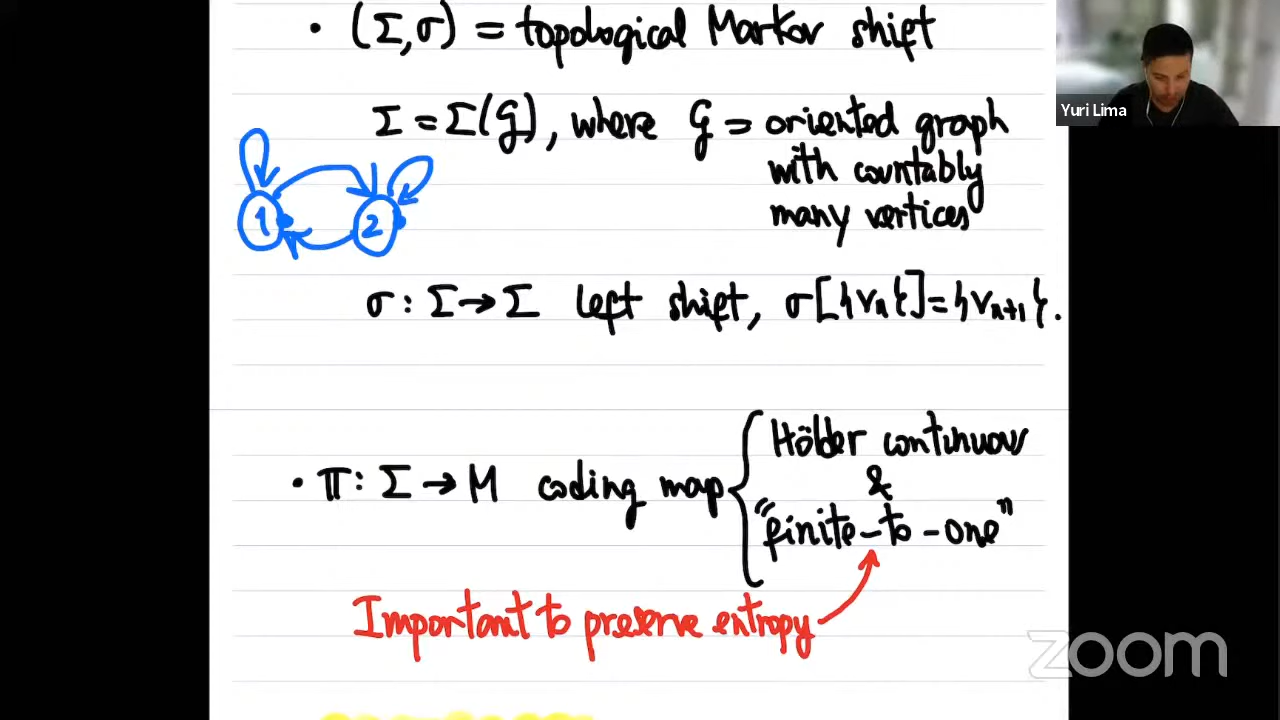 • (Σ,σ) = topological Markov shift
Yuri Lima
Σ = Σ(G), where G = oriented graph
with countably
many vertices
1 2
σ : Σ → Σ left shift, σ[{vₙ}]={vₙ₊₁}.
Hölder continuous
• π : Σ → M coding map { &
"finite-to-one"
Important to preserve entropy
zoom